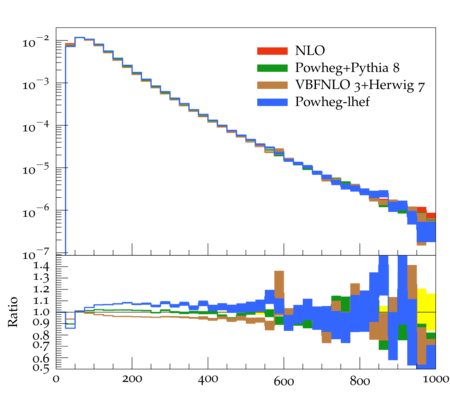 10⁻²
10⁻³
10⁻⁴
10⁻⁵
10⁻⁶
10⁻⁷
NLO
Powheg+Pythia 8
VBFNLO 3+Herwig 7
Powheg-lhef
Ratio
1.4
1.3
1.2
1.1
1.0
0.9
0.8
0.7
0.6
0.5
0 200 400 600 800 1000